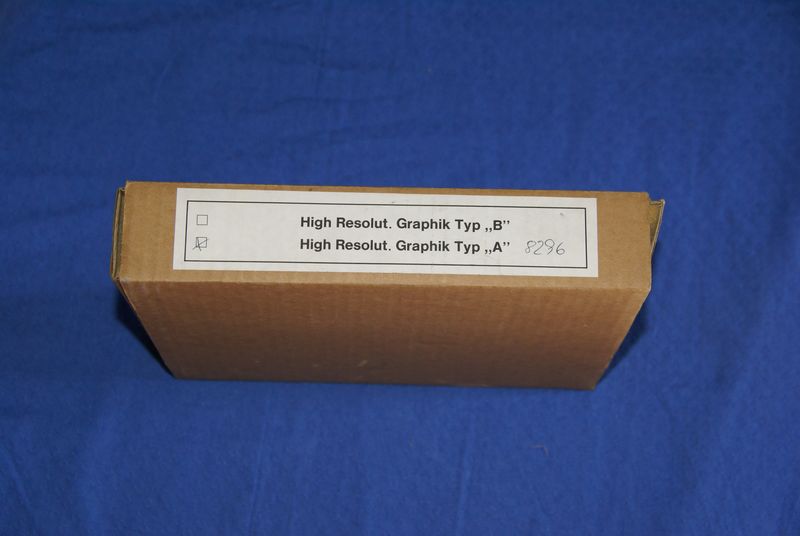 High Resolut. Graphik Typ „B”
High Resolut. Graphik Typ „A” 8296